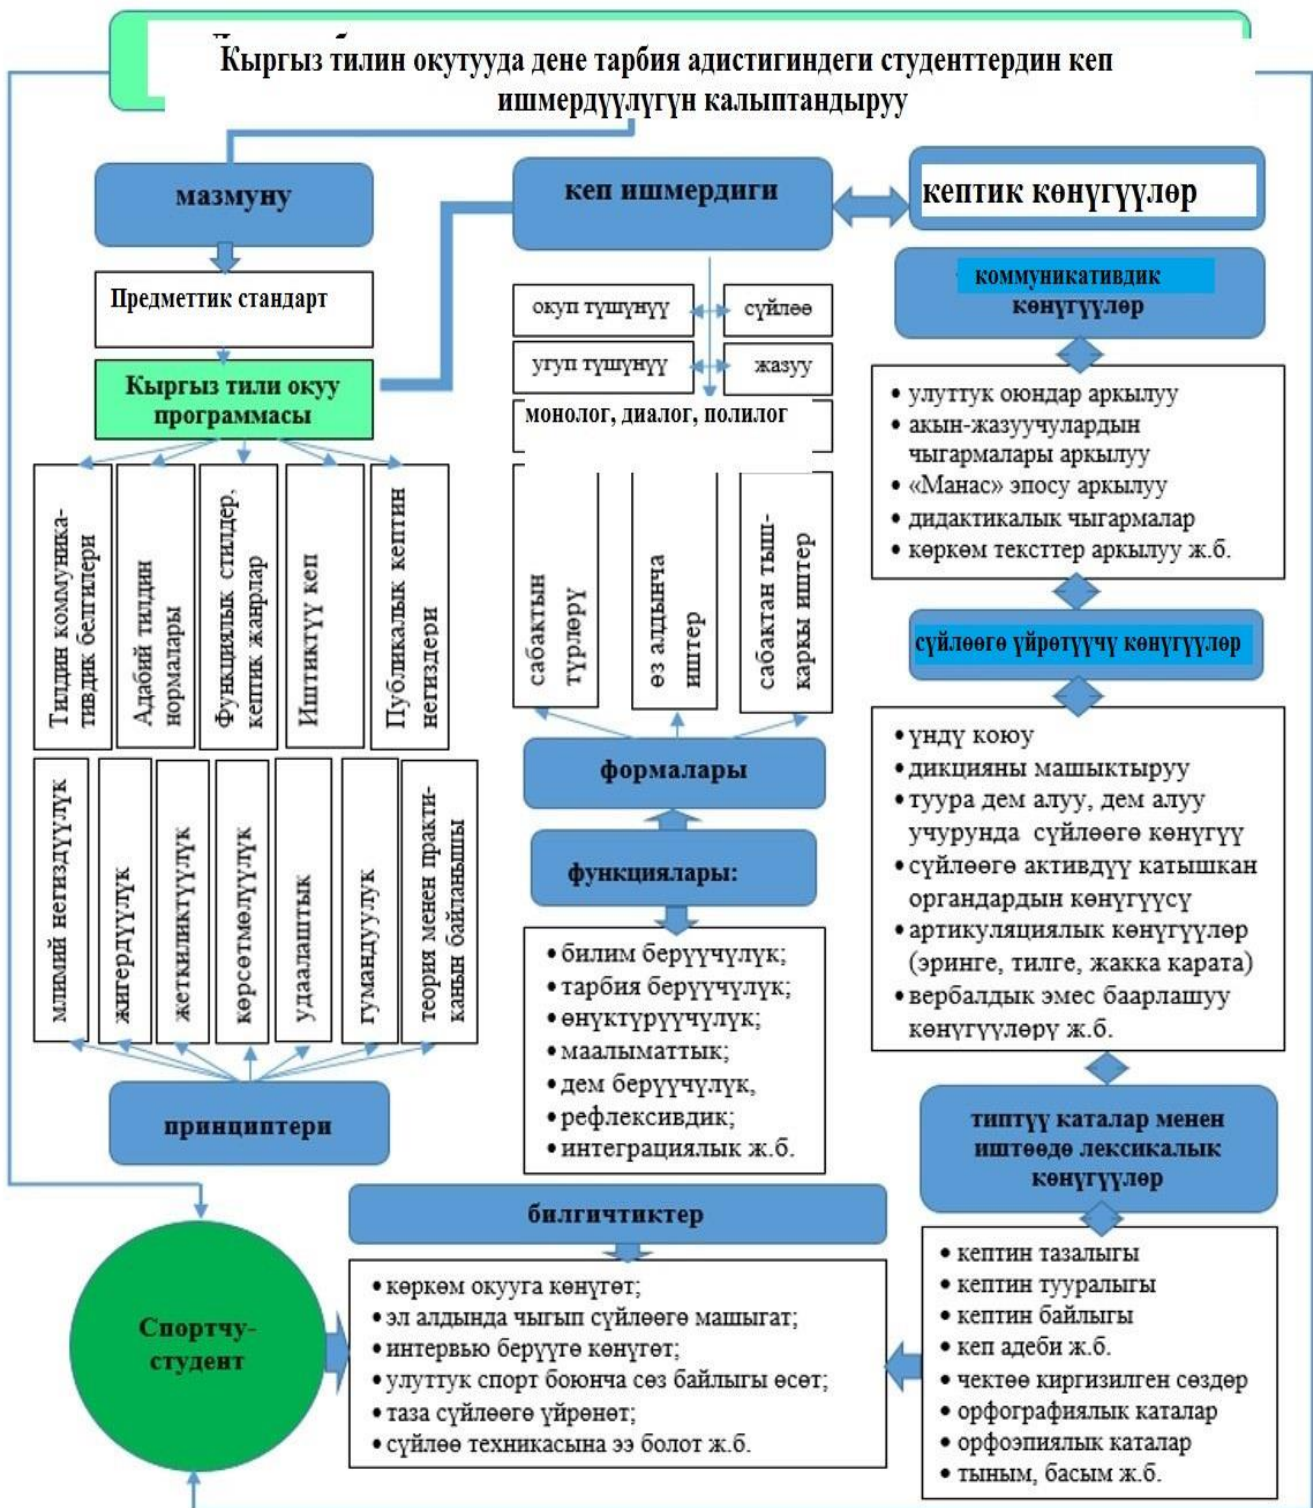 Кыргыз тилин окутууда дене тарбия адистигиндеги студенттердин кеп
ишмердүүлүгүн калыптандыруу
мазмуну
Предметтик стандарт
Кыргыз тили окуу
программасы
Тилдин коммуника-
тивдик белгилери
Адабий тилдин
нормалары
Функциялык стилдер,
кептик жанрлар
Иштиктүү кеп
Публикалык кептин
негиздери
млимий негиздүүлүк
жигердүүлүк
жеткиликтүүлүк
көрсөтмөлүүлүк
удаалаштык
гумандуулук
теория менен практи-
канын байланышы
принциптери
кеп ишмердиги
окуп түшүнүү
сүйлөө
угуп түшүнүү
жазуу
монолог, диалог, полилог
сабактын
түрлөрү
өз алдынча
иштер
сабактан тыш-
каркы иштер
формалары
функциялары:
• билим берүүчүлүк;
• тарбия берүүчүлүк;
• өнүктүрүүчүлүк;
• маалыматтык;
• дем берүүчүлүк,
• рефлексивдик;
• интеграциялык ж.б.
кептик көнүгүүлөр
коммуникативдик
көнүгүүлөр
• улуттук оюндар аркылуу
• акын-жазуучулардын
чыгармалары аркылуу
• «Манас» эпосу аркылуу
• дидактикалык чыгармалар
• көркөм тексттер аркылуу ж.б.
сүйлөөгө үйрөтүүчү көнүгүүлөр
• үндү коюу
• дикцияны машыктыруу
• туура дем алуу, дем алуу
учурунда сүйлөөгө көнүгүү
• сүйлөөгө активдүү катышкан
органдардын көнүгүүсү
• артикуляциялык көнүгүүлөр
(эринге, тилге, жакка карата)
• вербалдык эмес баарлашуу
көнүгүүлөрү ж.б.
типтүү каталар менен
иштөөдө лексикалык
көнүгүүлөр
• кептин тазалыгы
• кептин тууралыгы
• кептин байлыгы
• кеп адеби ж.б.
• чектөө киргизилген сөздөр
• орфографиялык каталар
• орфоэпиялык каталар
• тыным, басым ж.б.
билгичтиктер
• көркөм окууга көнүгөт;
• эл алдында чыгып сүйлөөгө машыгат;
• интервью берүүгө көнүгөт;
• улуттук спорт боюнча сөз байлыгы өсөт;
• таза сүйлөөгө үйрөнөт;
• сүйлөө техникасына ээ болот ж.б.
Спортчу-
студент